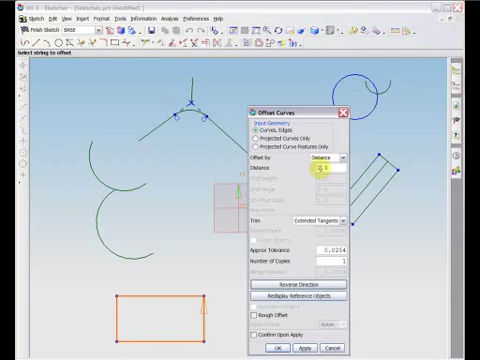 NX 4 - Sketcher - [Sketches.prt (Modified)]
Sketch Edit View Insert Format Tools Information Analysis Preferences Help
Finish Sketch BASE
Select string to offset
Offset Curves
Input Geometry
Curves, Edges
Projected Curves Only
Projected Curve Features Only
Offset by Distance
Distance
Trim Extended Tangents
Approx Tolerance 0.0254
Number of Copies 1
Reverse Direction
Redisplay Reference Objects
Rough Offset
Confirm Upon Apply
OK Apply Cancel